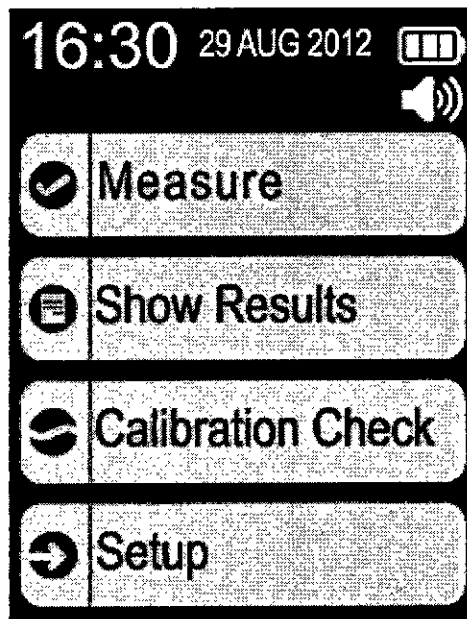 16:30 29 AUG 2012
Measure
Show Results
Calibration Check
Setup